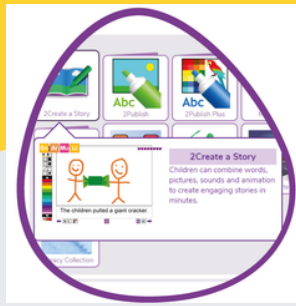 Abc
Abc
2Create a Story
2Publish
2Publish Plus
2Create a Story
Children can combine words,
pictures, sounds and animation
to create engaging stories in
minutes.
The children pulled a giant cracker.
Collection